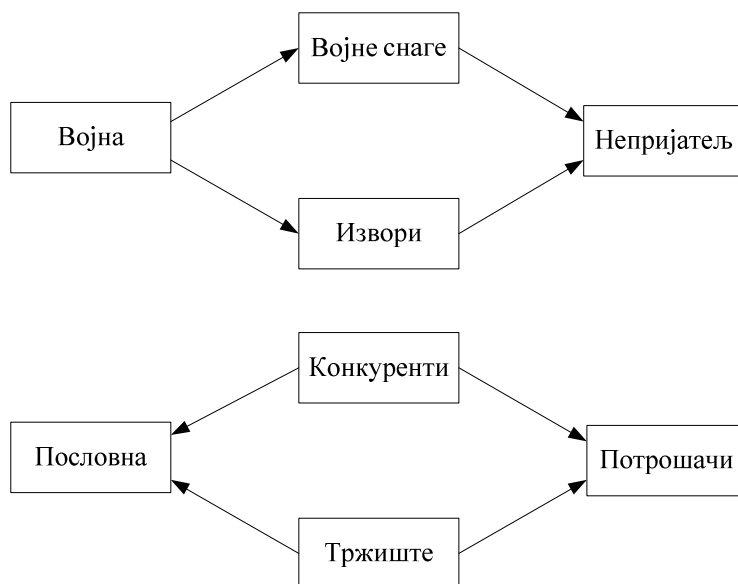 Војне снаге
Војна
Непријатељ
Извори
Конкуренти
Пословна
Потрошачи
Тржиште